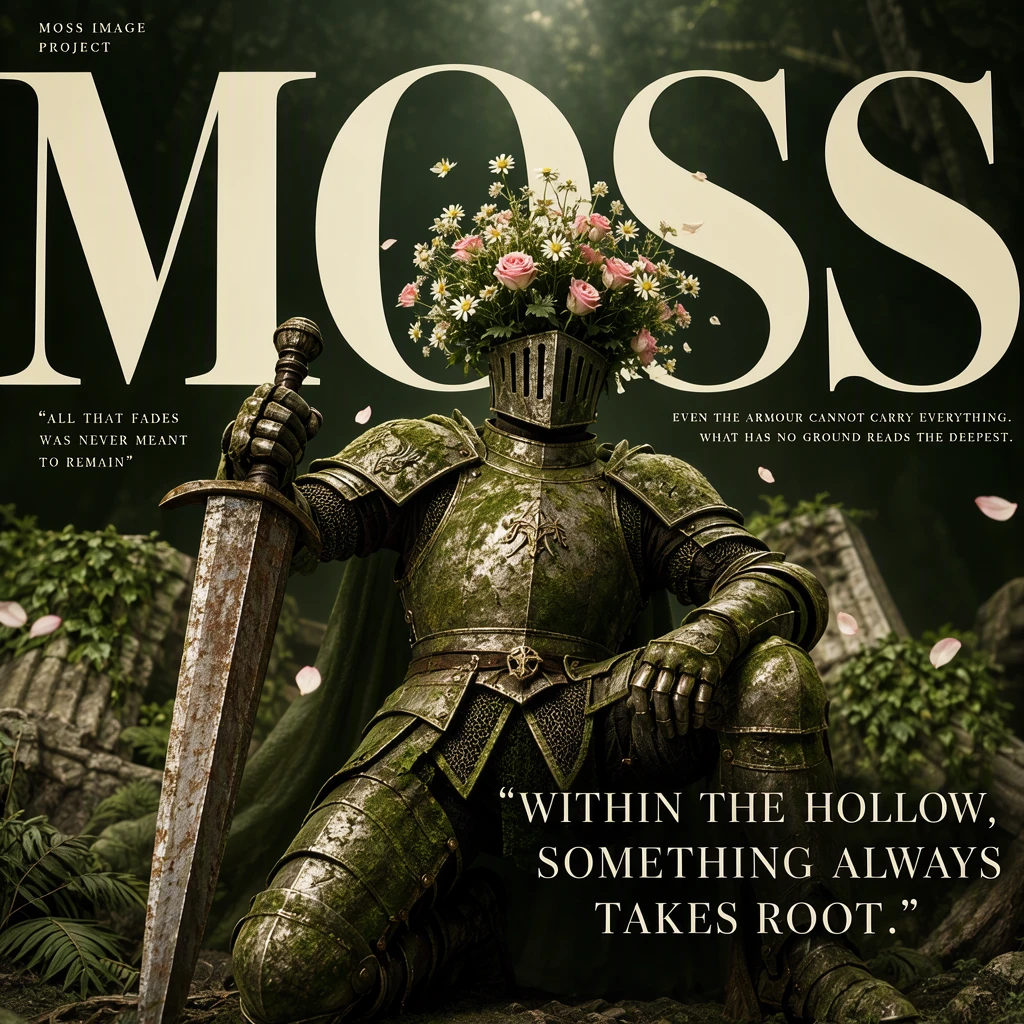 MOSS IMAGE
PROJECT
MOSS
“ALL THAT FADES
WAS NEVER MEANT
TO REMAIN”
EVEN THE ARMOUR CANNOT CARRY EVERYTHING.
WHAT HAS NO GROUND READS THE DEEPEST.
“WITHIN THE HOLLOW,
SOMETHING ALWAYS
TAKES ROOT.”